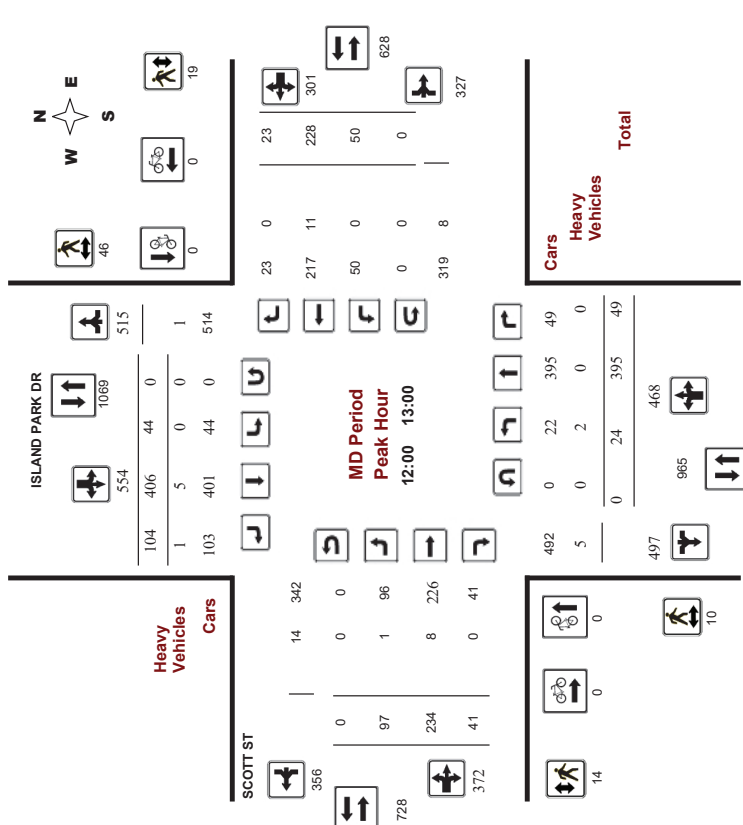 N
W E
S
46
19
0
0
ISLAND PARK DR
554
1069
515
104 406 44 0
1 5 0 0 1
103 401 44 0 514
Heavy
Vehicles
Cars
SCOTT ST
356
728
372
14 342
0 0 0
97 1 96
234 8 226
41 0 41
MD Period
Peak Hour
12:00 13:00
23 0 23
217 11 228
50 0 50
0 0 0
319 8
301
628
327
Cars
Heavy
Vehicles
Total
492 0 22 395 49
5 0 2 0 0
0 24 395 49
497
965
468
14
0
0
10